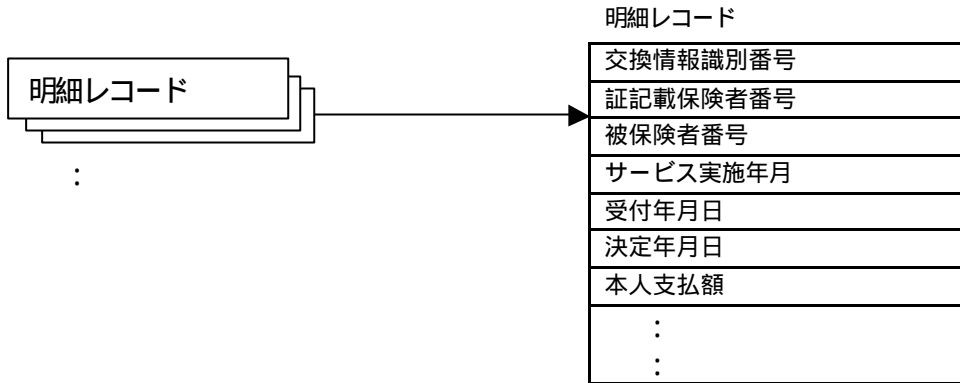 明細レコード
明細レコード
:
交換情報識別番号
証記載保険者番号
被保険者番号
サービス実施年月
受付年月日
決定年月日
本人支払額
:
: